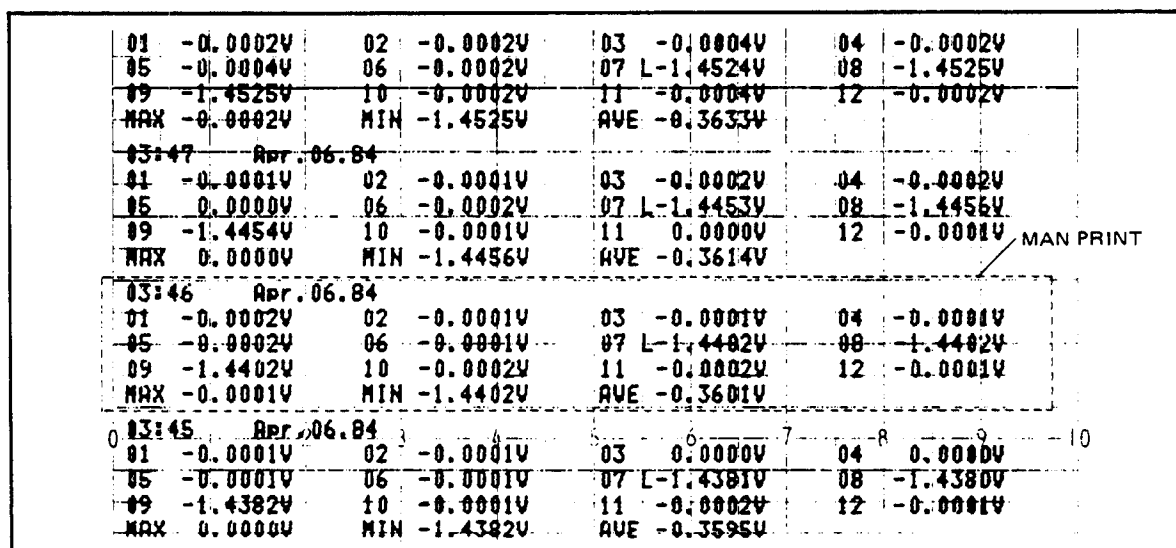 01 -0.0002V 02 -0.0002V 03 -0.0004V 04 -0.0002V
05 -0.0004V 06 -0.0002V 07 L-1.4524V 08 -1.4525V
09 -1.4525V 10 -0.0002V 11 -0.0004V 12 -0.0002V
MAX -0.0002V MIN -1.4525V AVE -0.3633V
03:47 Apr.06.84
01 -0.0001V 02 -0.0001V 03 -0.0002V 04 -0.0002V
05 0.0000V 06 -0.0002V 07 L-1.4453V 08 -1.4456V
09 -1.4454V 10 -0.0001V 11 0.0000V 12 -0.0001V
MAX 0.0000V MIN -1.4456V AVE -0.3614V
MAN PRINT
03:46 Apr.06.84
01 -0.0002V 02 -0.0001V 03 -0.0001V 04 -0.0001V
05 -0.0002V 06 -0.0001V 07 L-1.4402V 08 -1.4402V
09 -1.4402V 10 -0.0002V 11 -0.0002V 12 -0.0001V
MAX -0.0001V MIN -1.4402V AVE -0.3601V
03:45 Apr.06.84
0 3 5 6 7 8 9 10
01 -0.0001V 02 -0.0001V 03 0.0000V 04 0.0000V
05 -0.0001V 06 -0.0001V 07 L-1.4381V 08 -1.4380V
09 -1.4382V 10 -0.0001V 11 -0.0002V 12 -0.0001V
MAX 0.0000V MIN -1.4382V AVE -0.3595V